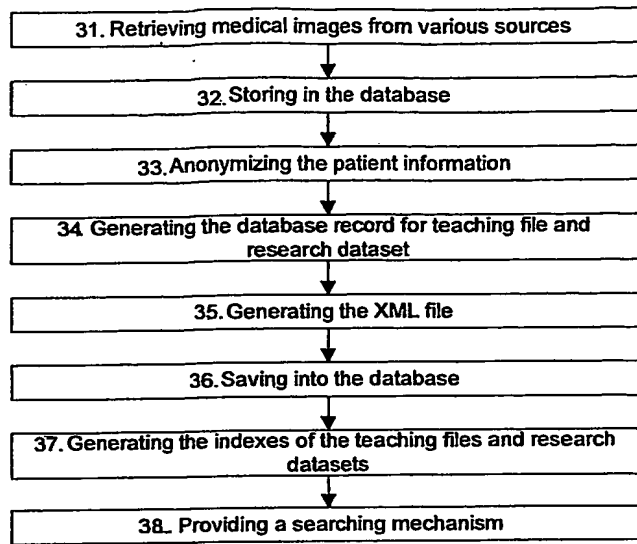 31. Retrieving medical images from various sources
32. Storing in the database
33. Anonymizing the patient information
34. Generating the database record for teaching file and
research dataset
35. Generating the XML file
36. Saving into the database
37. Generating the indexes of the teaching files and research
datasets
38. Providing a searching mechanism